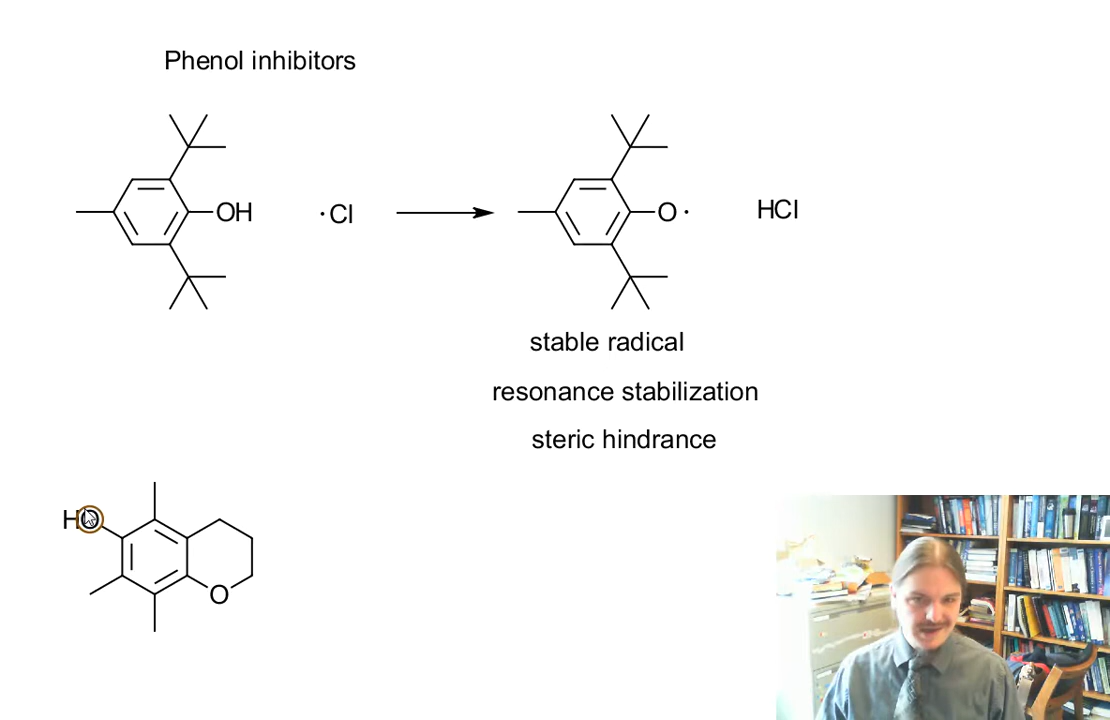 Phenol inhibitors
OH
·Cl
O·
HCl
stable radical
resonance stabilization
steric hindrance
HO
O